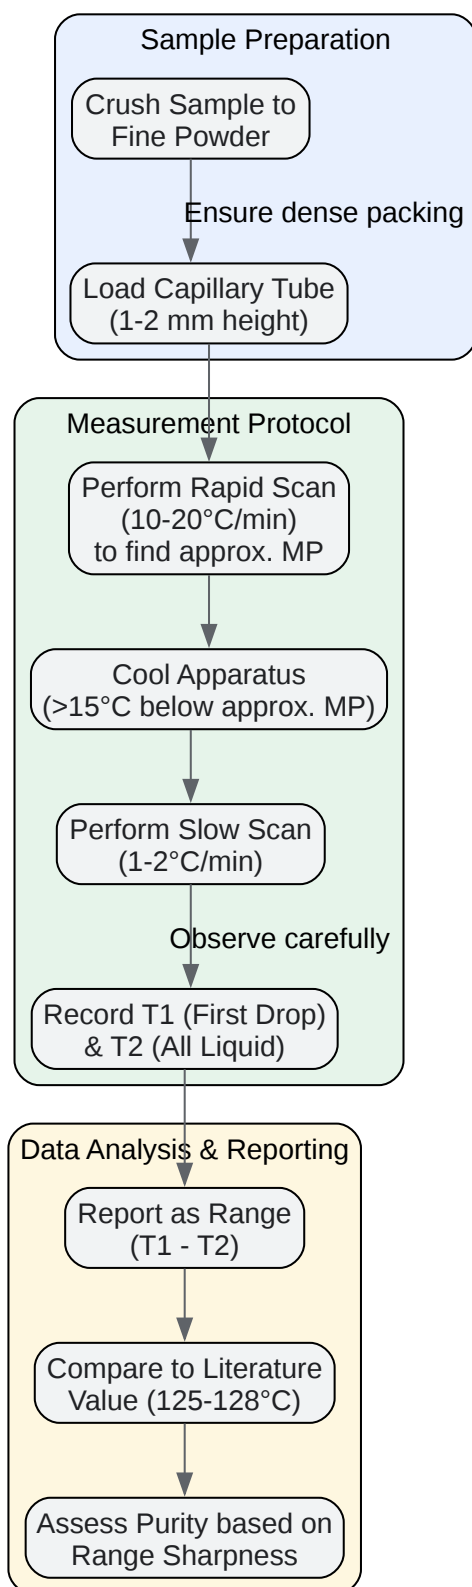 Sample Preparation
Crush Sample to
Fine Powder
Ensure dense packing
Load Capillary Tube
(1-2 mm height)
Measurement Protocol
Perform Rapid Scan
(10-20°C/min)
to find approx. MP
Cool Apparatus
(>15°C below approx. MP)
Perform Slow Scan
(1-2°C/min)
Observe carefully
Record T1 (First Drop)
& T2 (All Liquid)
Data Analysis & Reporting
Report as Range
(T1 - T2)
Compare to Literature
Value (125-128°C)
Assess Purity based on
Range Sharpness